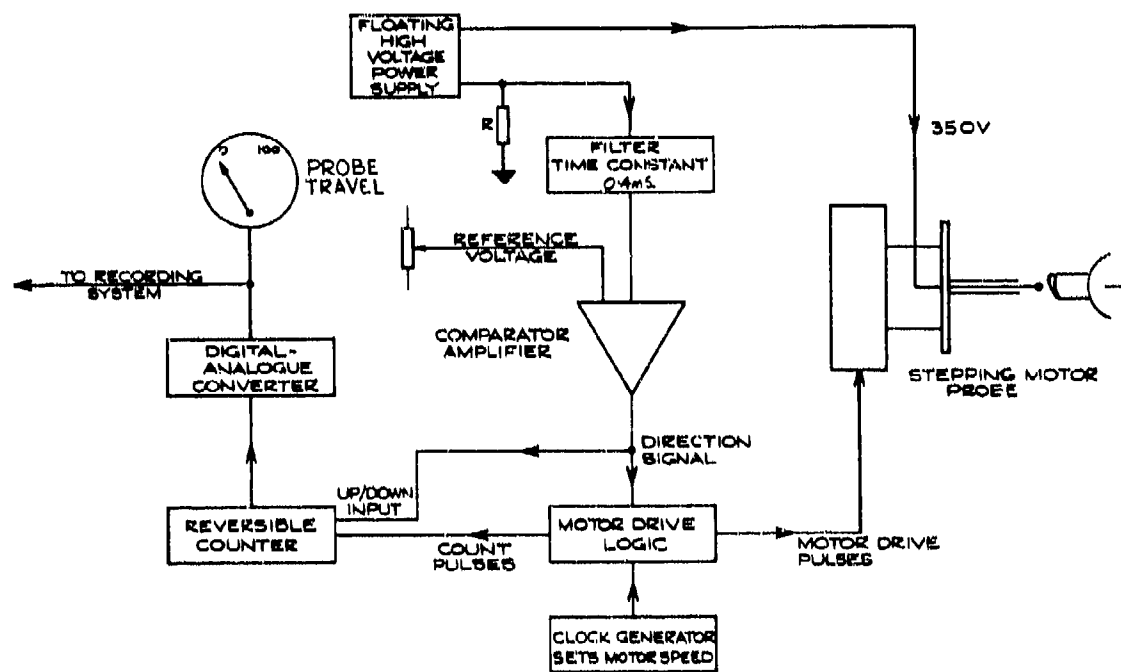 FLOATING
HIGH
VOLTAGE
POWER
SUPPLY
350V
R
FILTER
TIME CONSTANT
0.4ms.
0 100
PROBE
TRAVEL
REFERENCE
VOLTAGE
TO RECORDING
SYSTEM
COMPARATOR
AMPLIFIER
DIGITAL-
ANALOGUE
CONVERTER
STEPPING MOTOR
PROBE
DIRECTION
SIGNAL
UP/DOWN
INPUT
REVERSIBLE
COUNTER
COUNT
PULSES
MOTOR DRIVE
LOGIC
MOTOR DRIVE
PULSES
CLOCK GENERATOR
SETS MOTOR SPEED